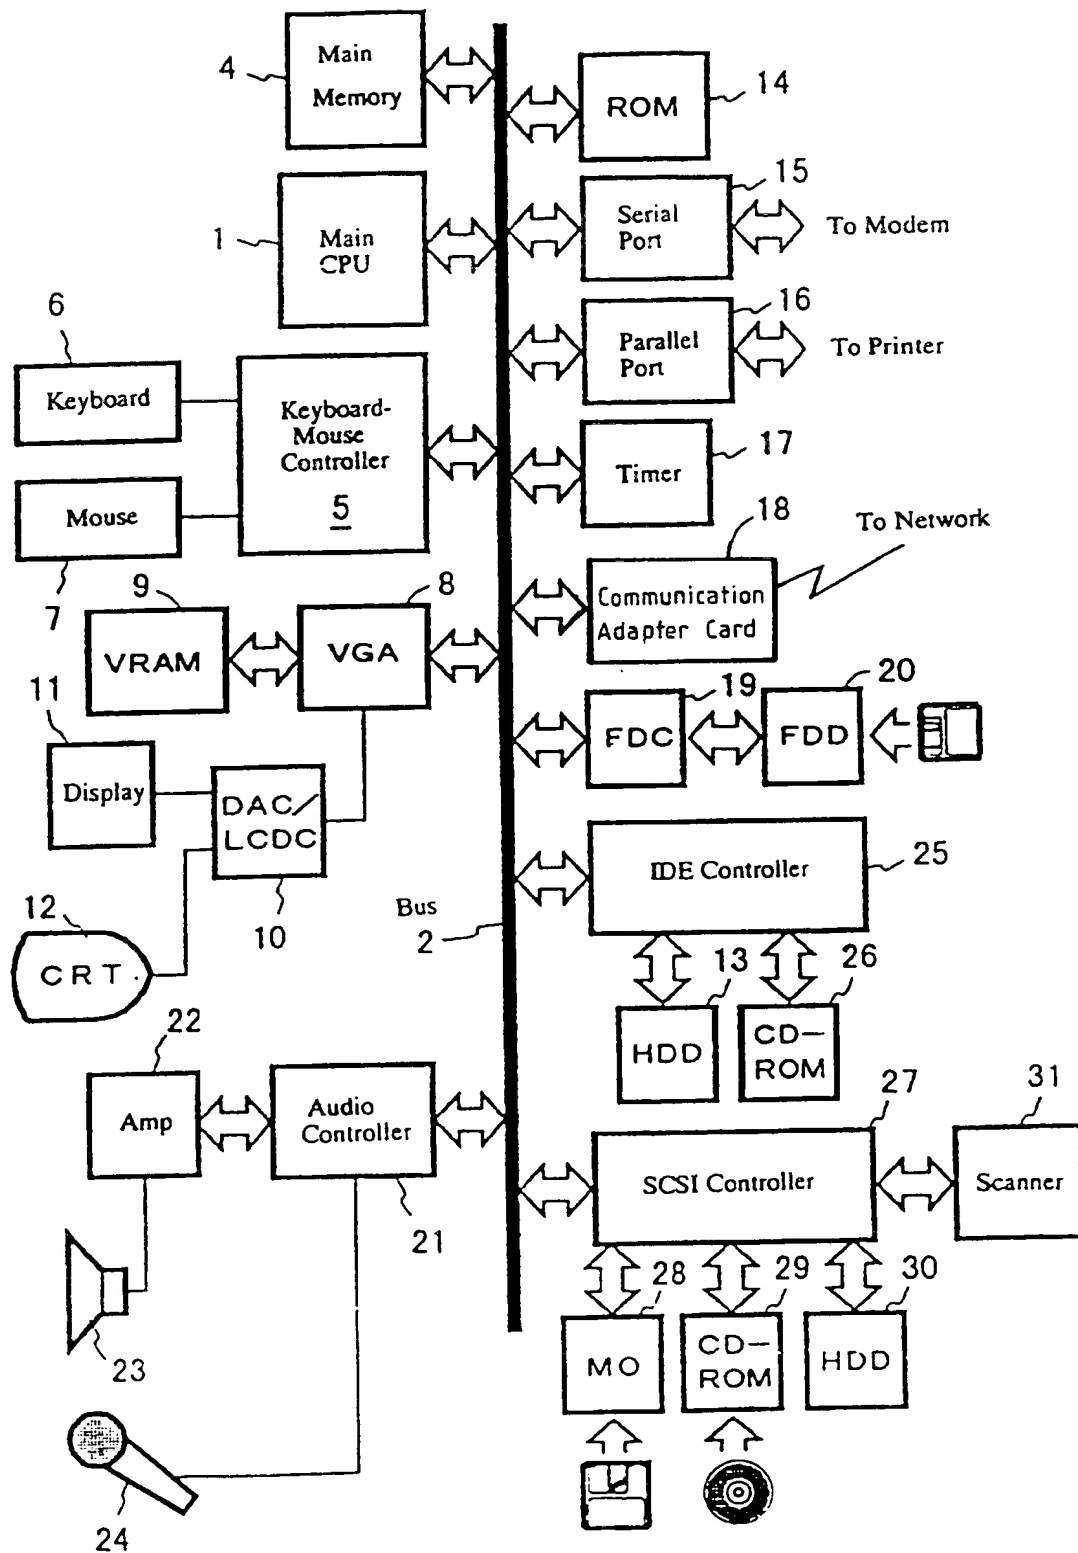 4
Main
Memory
ROM
14
1
Main
CPU
15
Serial
Port
To Modem
6
Keyboard
16
Parallel
Port
To Printer
Keyboard-
Mouse
Controller
5
Mouse
7
17
Timer
18
Communication
Adapter Card
To Network
9
VRAM
8
VGA
19
FDC
20
FDD
11
Display
DAC/
LCDC
10
25
IDE Controller
Bus
2
12
CRT
13
HDD
26
CD-
ROM
22
Amp
Audio
Controller
21
27
SCSI Controller
31
Scanner
23
28
MO
29
CD-
ROM
30
HDD
24